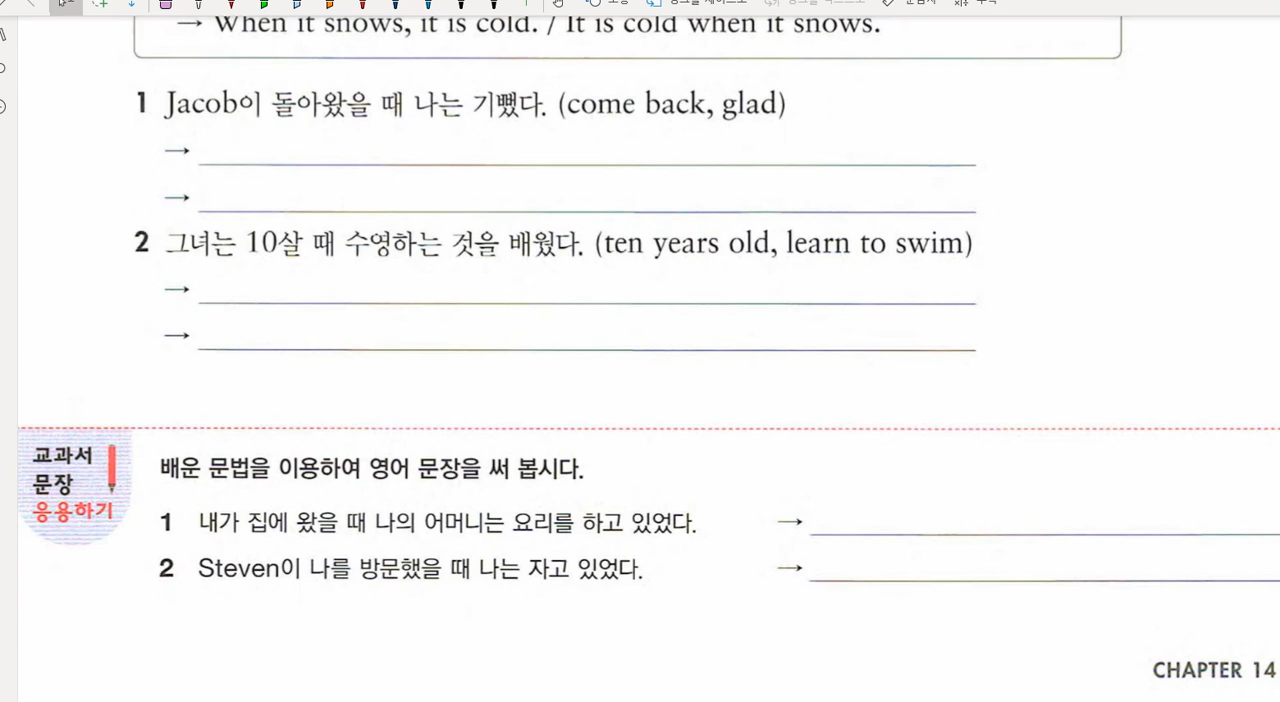 → When it snows, it is cold. / It is cold when it snows.
1 Jacob이 돌아왔을 때 나는 기뻤다. (come back, glad)
→
→
2 그녀는 10살 때 수영하는 것을 배웠다. (ten years old, learn to swim)
→
→
교과서
문장
응용하기
배운 문법을 이용하여 영어 문장을 써 봅시다.
1 내가 집에 왔을 때 나의 어머니는 요리를 하고 있었다. →
2 Steven이 나를 방문했을 때 나는 자고 있었다. →
CHAPTER 14